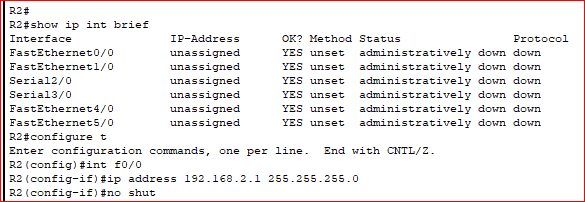 R2#
R2#show ip int brief
Interface IP-Address OK? Method Status Protocol
FastEthernet0/0 unassigned YES unset administratively down down
FastEthernet1/0 unassigned YES unset administratively down down
Serial2/0 unassigned YES unset administratively down down
Serial3/0 unassigned YES unset administratively down down
FastEthernet4/0 unassigned YES unset administratively down down
FastEthernet5/0 unassigned YES unset administratively down down
R2#configure t
Enter configuration commands, one per line. End with CNTL/Z.
R2(config)#int f0/0
R2(config-if)#ip address 192.168.2.1 255.255.255.0
R2(config-if)#no shut